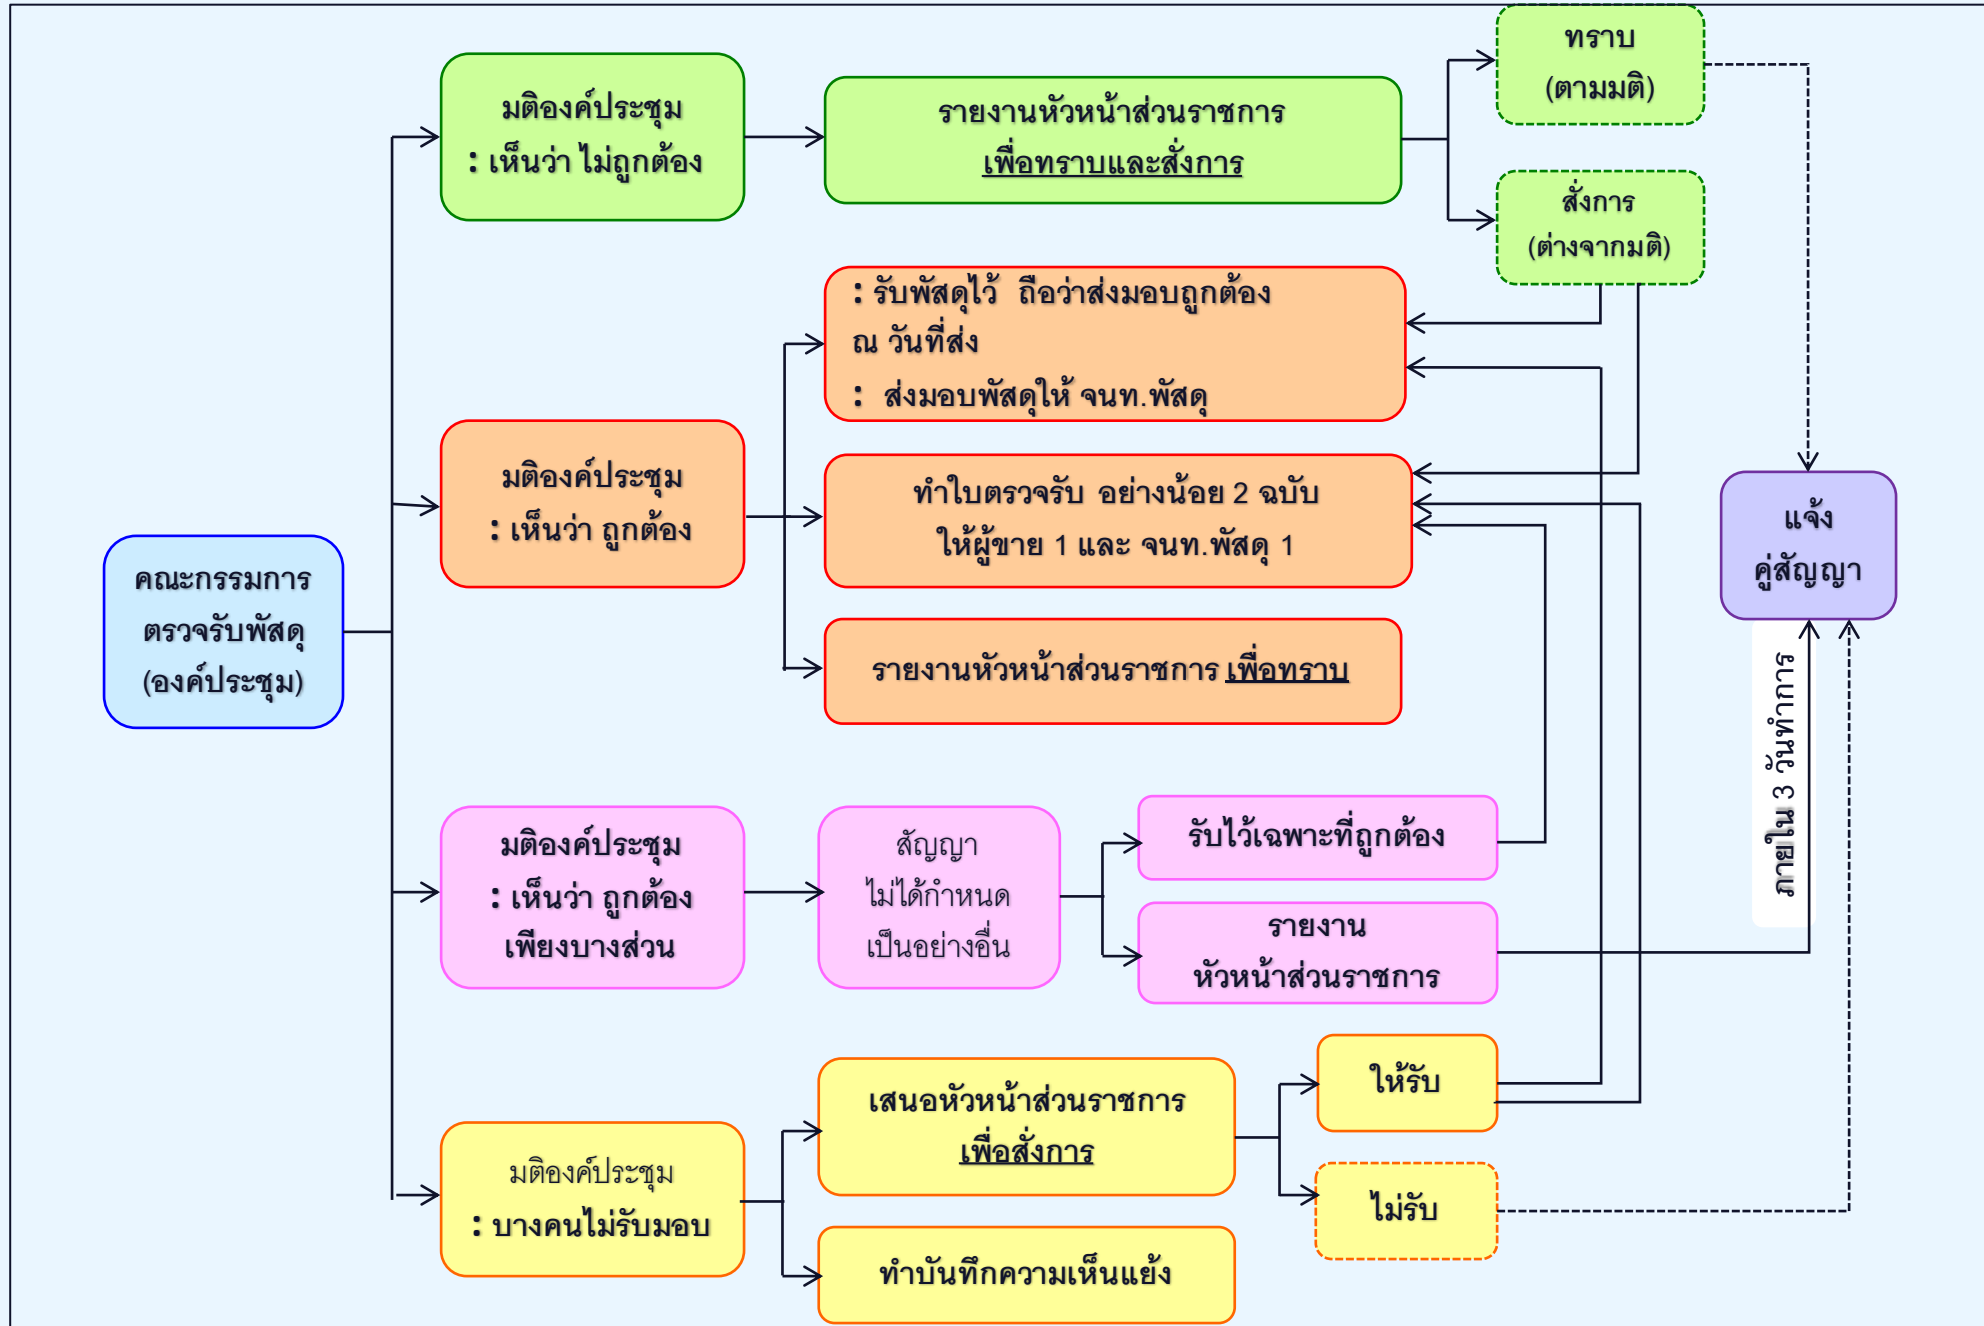 คณะกรรมการ
ตรวจรับพัสดุ
(องค์ประชุม)
มติองค์ประชุม
: เห็นว่า ไม่ถูกต้อง
รายงานหัวหน้าส่วนราชการ
เพื่อทราบและสั่งการ
ทราบ
(ตามมติ)
สั่งการ
(ต่างจากมติ)
มติองค์ประชุม
: เห็นว่า ถูกต้อง
: รับพัสดุไว้ ถือว่าส่งมอบถูกต้อง
ณ วันที่ส่ง
: ส่งมอบพัสดุให้ จนท.พัสดุ
ทำใบตรวจรับ อย่างน้อย 2 ฉบับ
ให้ผู้ขาย 1 และ จนท.พัสดุ 1
รายงานหัวหน้าส่วนราชการ เพื่อทราบ
แจ้ง
คู่สัญญา
ภายใน 3 วันทำการ
มติองค์ประชุม
: เห็นว่า ถูกต้อง
เพียงบางส่วน
สัญญา
ไม่ได้กำหนด
เป็นอย่างอื่น
รับไว้เฉพาะที่ถูกต้อง
รายงาน
หัวหน้าส่วนราชการ
มติองค์ประชุม
: บางคนไม่รับมอบ
เสนอหัวหน้าส่วนราชการ
เพื่อสั่งการ
ทำบันทึกความเห็นแย้ง
ให้รับ
ไม่รับ